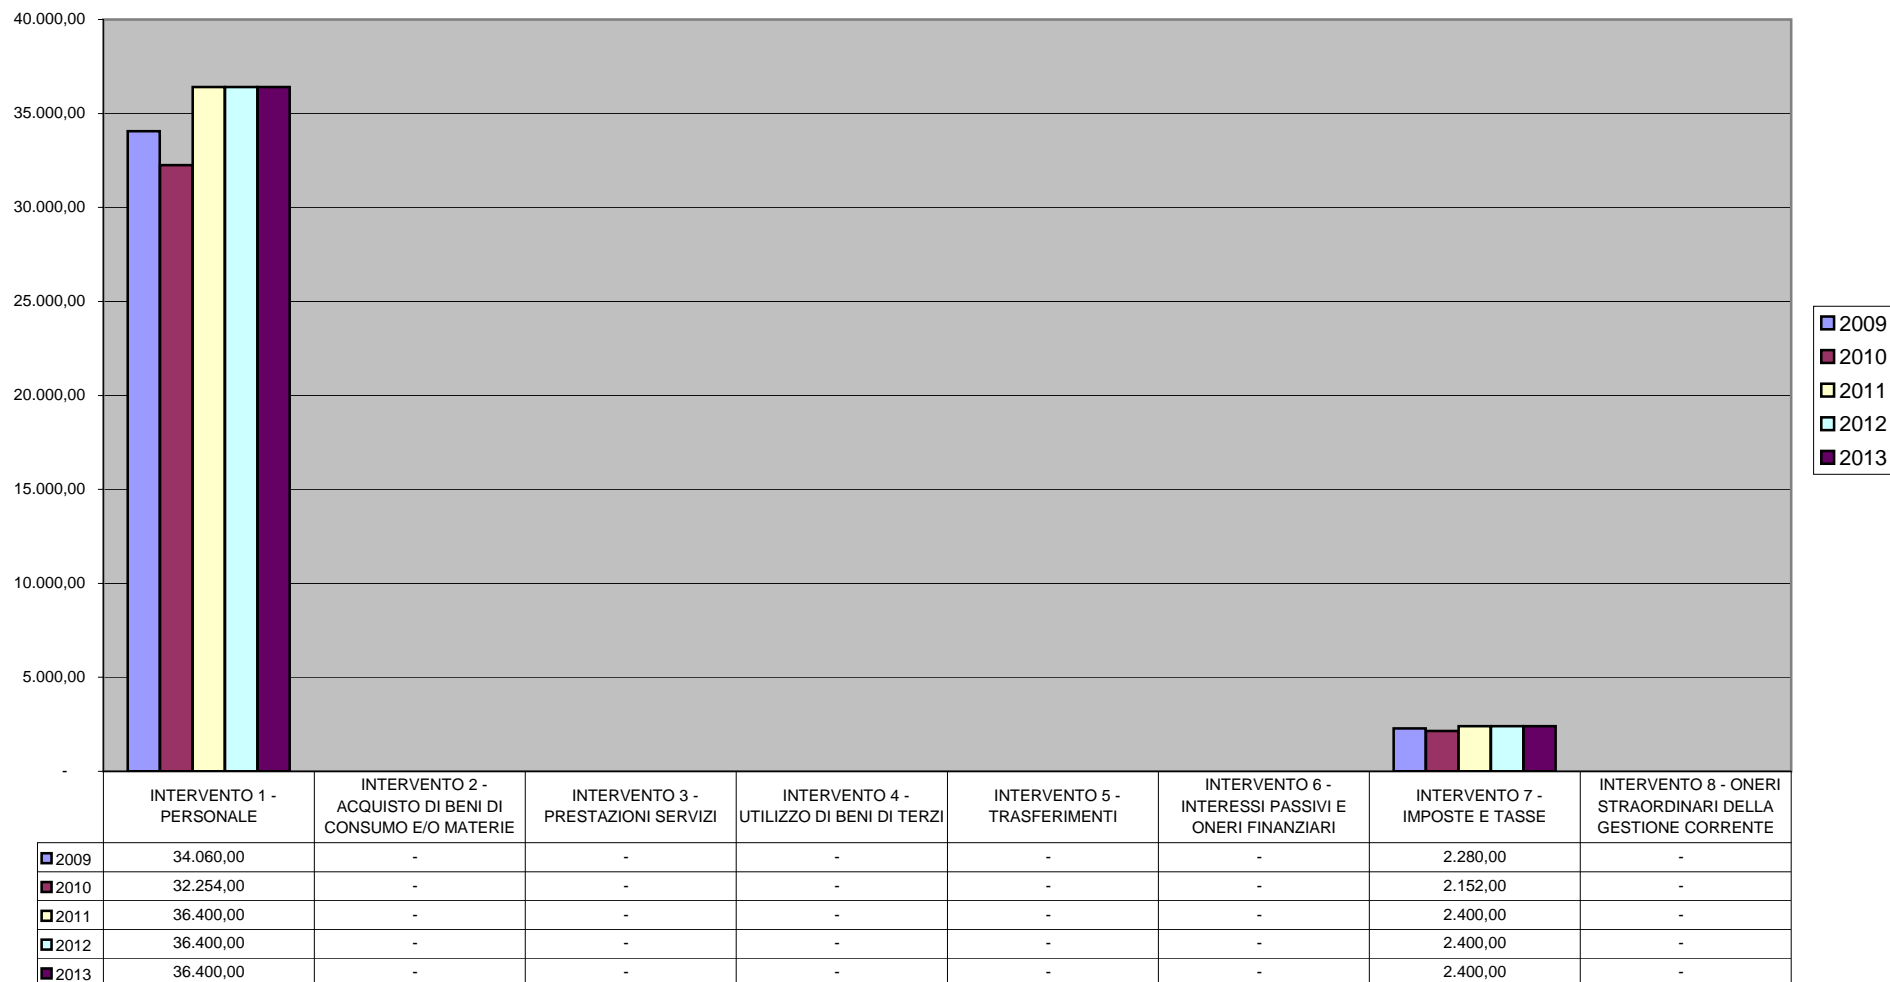 40.000,00
35.000,00
30.000,00
25.000,00
20.000,00
15.000,00
10.000,00
5.000,00
-
2009
2010
2011
2012
2013
INTERVENTO 1 -
PERSONALE
INTERVENTO 2 -
ACQUISTO DI BENI DI
CONSUMO E/O MATERIE
INTERVENTO 3 -
PRESTAZIONI SERVIZI
INTERVENTO 4 -
UTILIZZO DI BENI DI TERZI
INTERVENTO 5 -
TRASFERIMENTI
INTERVENTO 6 -
INTERESSI PASSIVI E
ONERI FINANZIARI
INTERVENTO 7 -
IMPOSTE E TASSE
INTERVENTO 8 - ONERI
STRAORDINARI DELLA
GESTIONE CORRENTE
2009 34.060,00 - - - - - 2.280,00 -
2010 32.254,00 - - - - - 2.152,00 -
2011 36.400,00 - - - - - 2.400,00 -
2012 36.400,00 - - - - - 2.400,00 -
2013 36.400,00 - - - - - 2.400,00 -